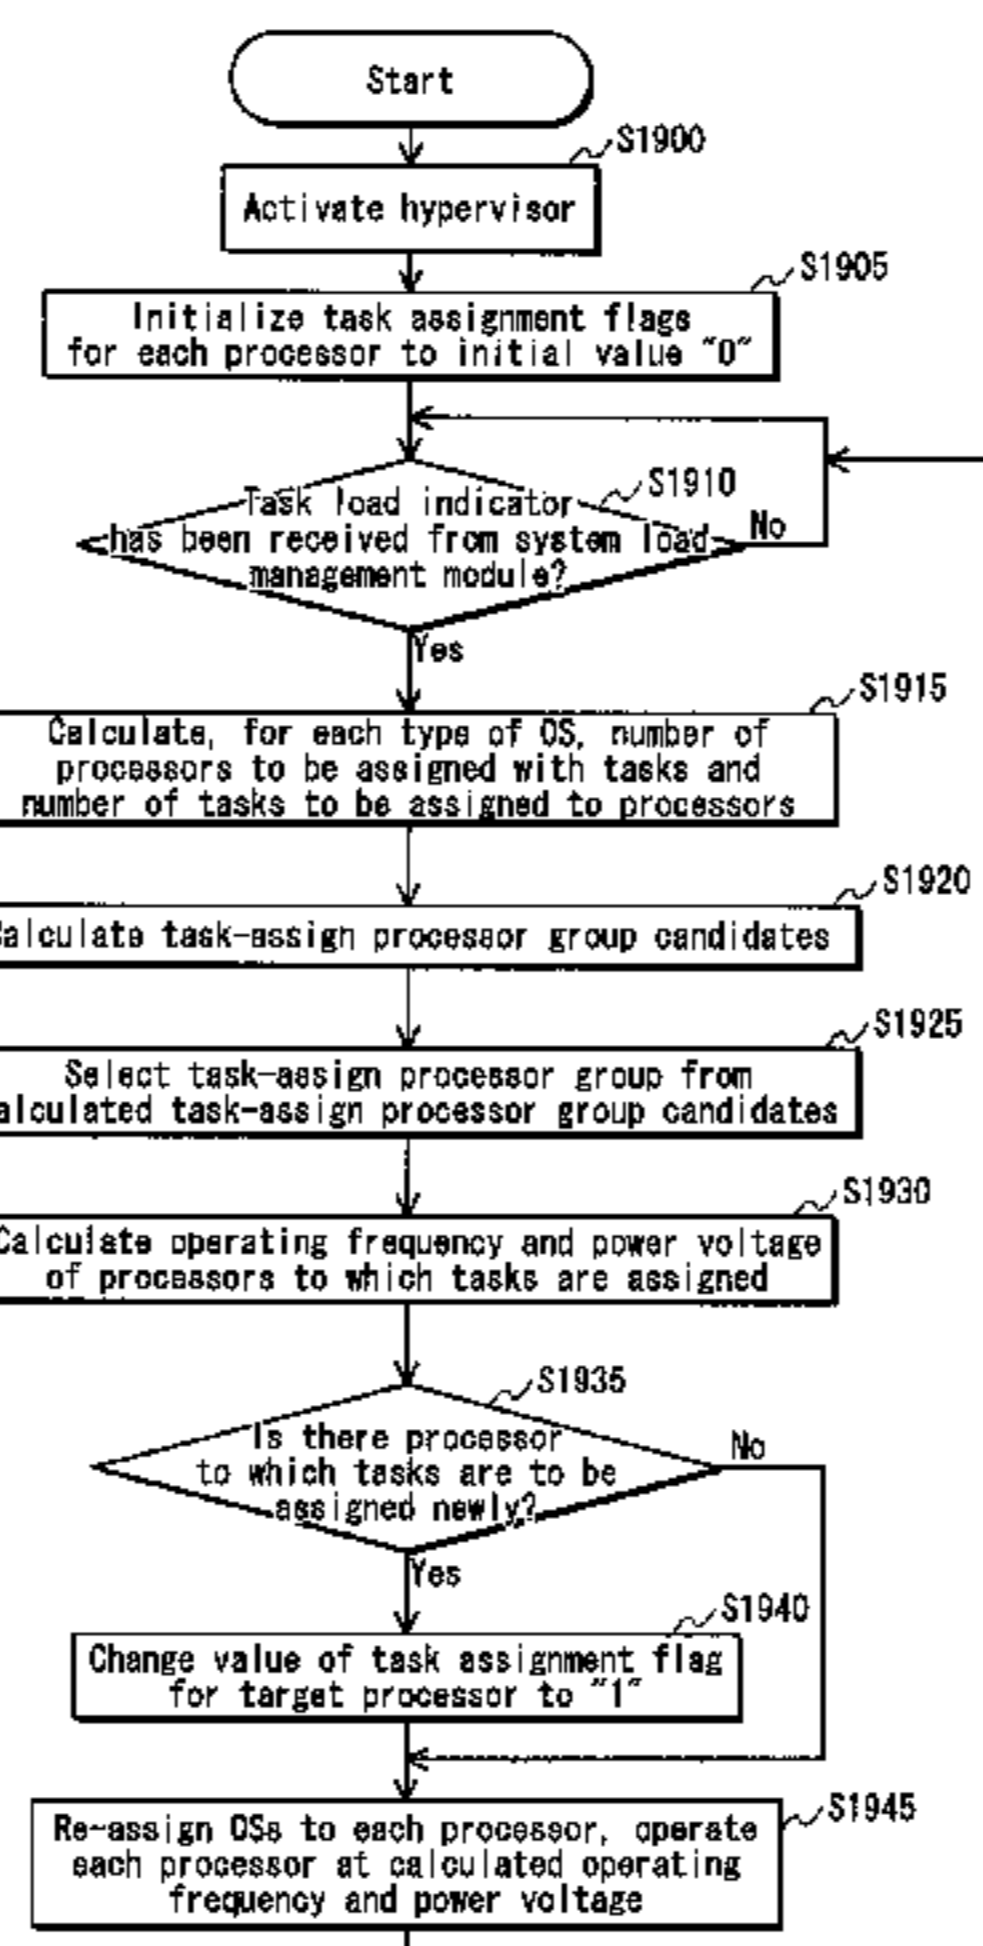 Start
S1900
Activate hypervisor
S1905
Initialize task assignment flags
for each processor to initial value "0"
S1910
Task load indicator
has been received from system load
management module?
No
Yes
S1915
Calculate, for each type of OS, number of
processors to be assigned with tasks and
number of tasks to be assigned to processors
S1920
Calculate task-assign processor group candidates
S1925
Select task-assign processor group from
alculated task-assign processor group candidates
S1930
Calculate operating frequency and power voltage
of processors to which tasks are assigned
S1935
Is there processor
to which tasks are to be
assigned newly?
No
Yes
S1940
Change value of task assignment flag
for target processor to "1"
S1945
Re-assign OSs to each processor, operate
each processor at calculated operating
frequency and power voltage